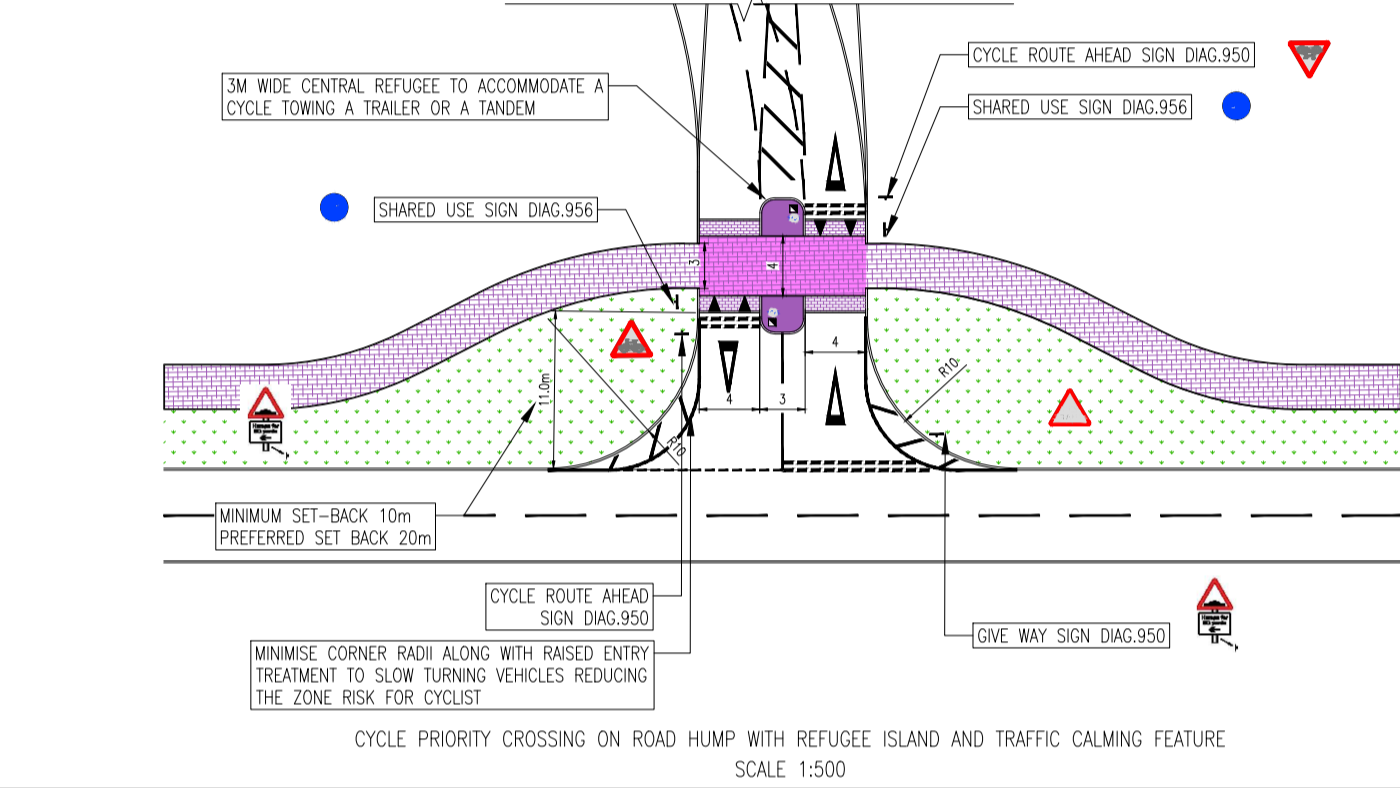 CYCLE ROUTE AHEAD SIGN DIAG.950
3M WIDE CENTRAL REFUGEE TO ACCOMMODATE A
CYCLE TOWING A TRAILER OR A TANDEM
SHARED USE SIGN DIAG.956
SHARED USE SIGN DIAG.956
3
4
4
R10
11.0m
4
3
R10
MINIMUM SET-BACK 10m
PREFERRED SET BACK 20m
CYCLE ROUTE AHEAD
SIGN DIAG.950
GIVE WAY SIGN DIAG.950
MINIMISE CORNER RADII ALONG WITH RAISED ENTRY
TREATMENT TO SLOW TURNING VEHICLES REDUCING
THE ZONE RISK FOR CYCLIST
CYCLE PRIORITY CROSSING ON ROAD HUMP WITH REFUGEE ISLAND AND TRAFFIC CALMING FEATURE
SCALE 1:500